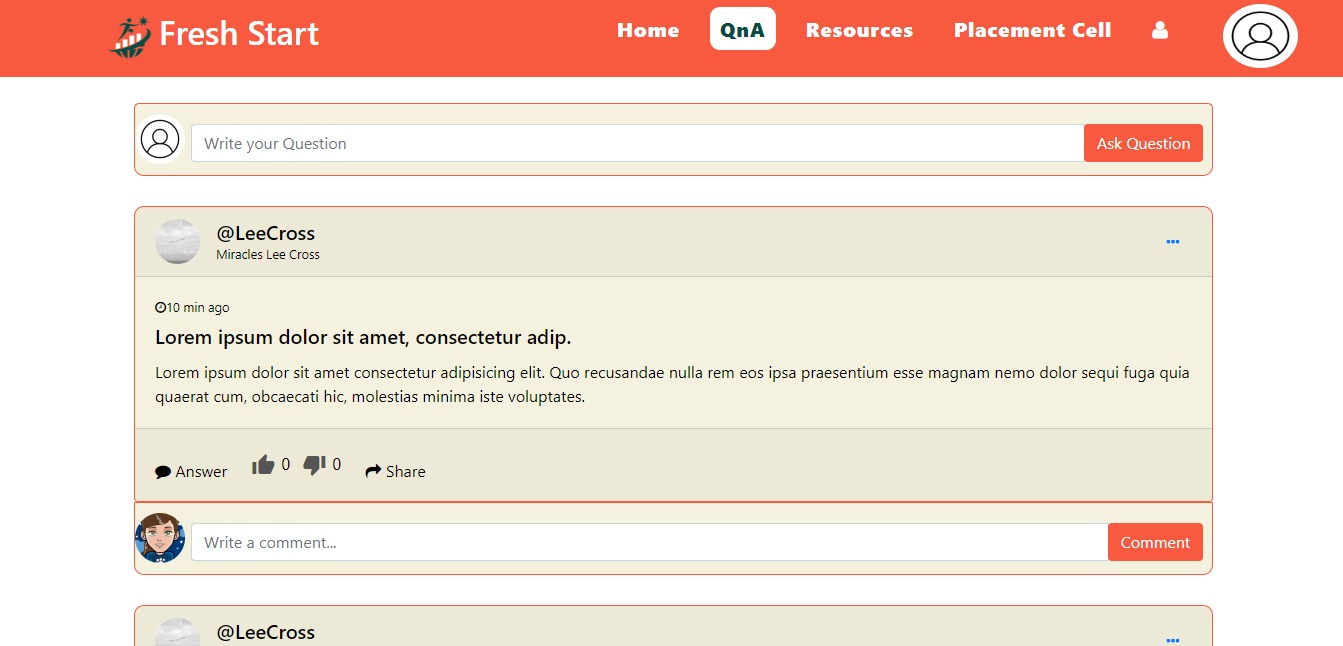 Fresh Start
Home QnA Resources Placement Cell
Write your Question Ask Question
@LeeCross
Miracles Lee Cross
10 min ago
Lorem ipsum dolor sit amet, consectetur adip.
Lorem ipsum dolor sit amet consectetur adipisicing elit. Quo recusandae nulla rem eos ipsa praesentium esse magnam nemo dolor sequi fuga quia
quaerat cum, obcaecati hic, molestias minima iste voluptates.
Answer 0 0 Share
Write a comment... Comment
@LeeCross